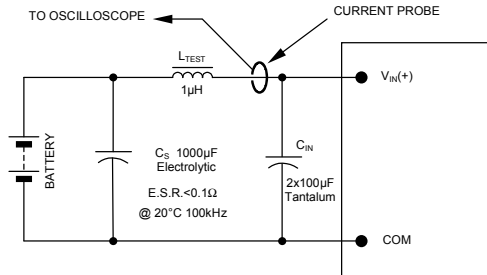 TO OSCILLOSCOPE
CURRENT PROBE
LTEST
1µH
VIN(+)
BATTERY
CS 1000µF
Electrolytic
E.S.R.<0.1Ω
@ 20°C 100kHz
CIN
2x100µF
Tantalum
COM